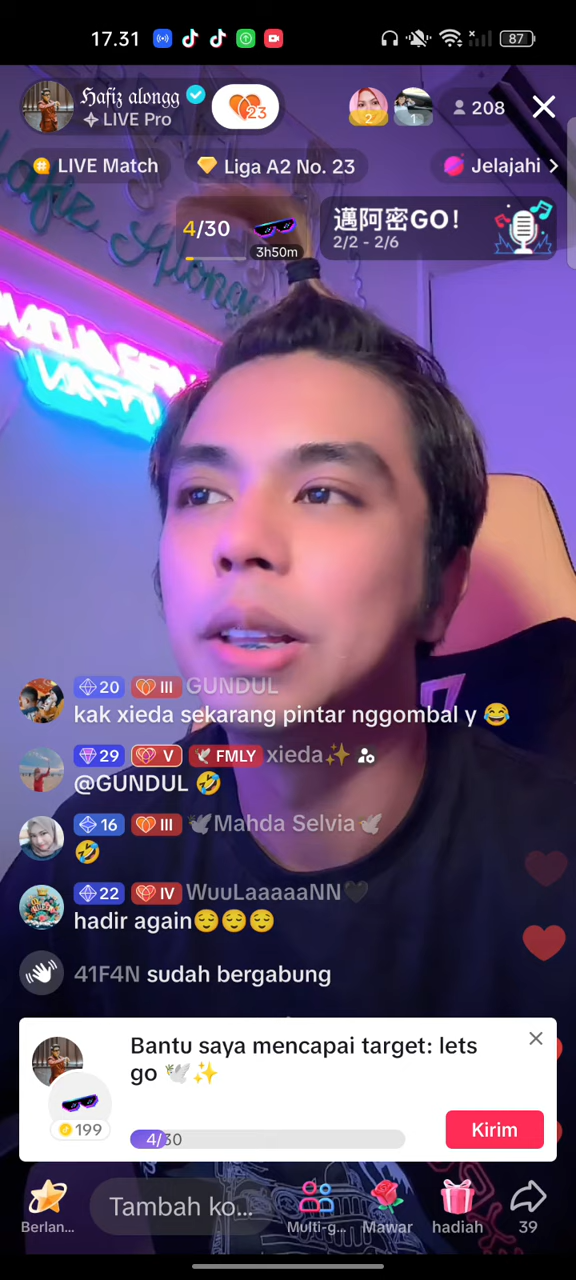 17.31
87
Hafiz alongg
LIVE Pro
23
2
1
208
LIVE Match
Liga A2 No. 23
Jelajahi
4/30
3h50m
邁阿密GO!
2/2 - 2/6
20 III GUNDUL
kak xieda sekarang pintar nggombal y 😂
29 V FMLY xieda✨
@GUNDUL 🤣
16 III 🕊Mahda Selvia🕊
🤣
22 IV WuuLaaaaaNN🖤
hadir again😌😌😌
41F4N sudah bergabung
Bantu saya mencapai target: lets
go 🕊✨
199
4/30
Kirim
Berlan...
Tambah ko...
Multi-g...
Mawar
hadiah
39